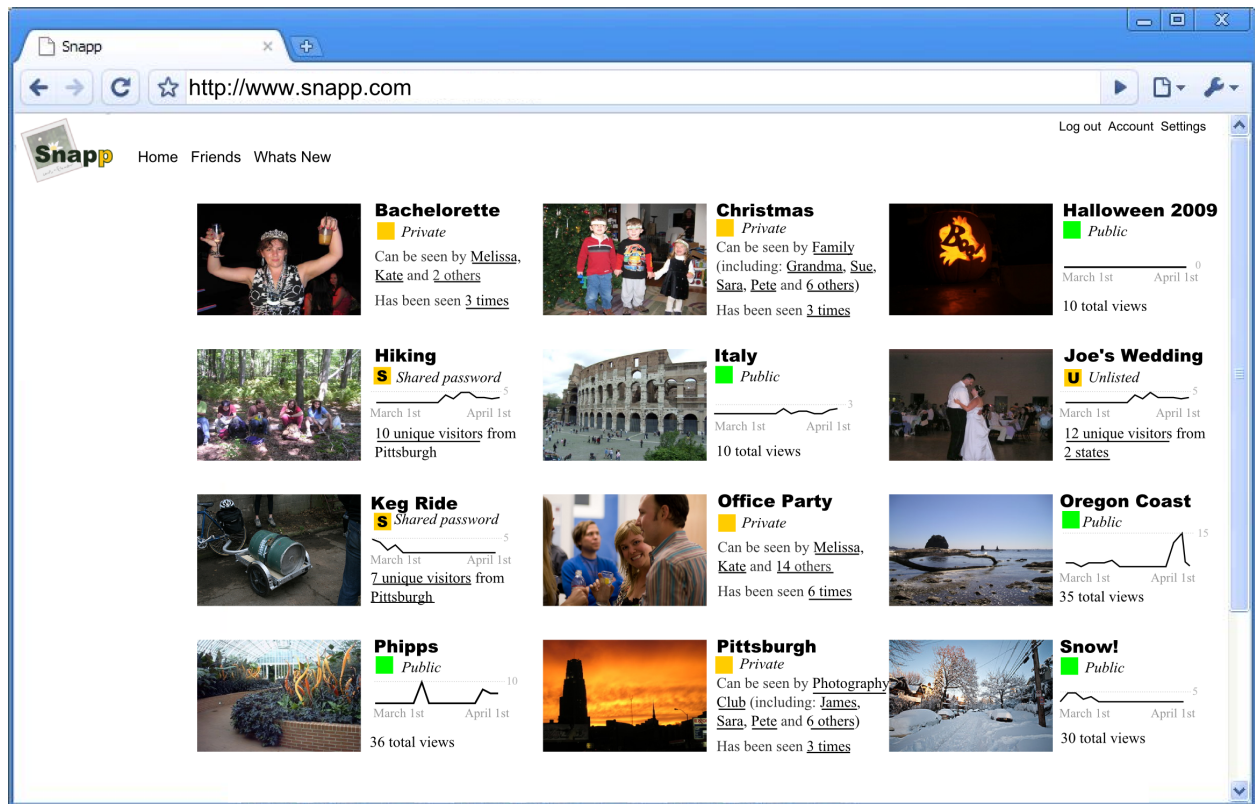 Snapp
http://www.snapp.com
Log out Account Settings
Snapp
Home Friends Whats New
Bachelorette
Private
Can be seen by Melissa,
Kate and 2 others
Has been seen 3 times
Christmas
Private
Can be seen by Family
(including: Grandma, Sue,
Sara, Pete and 6 others)
Has been seen 3 times
Boo!
Halloween 2009
Public
0
March 1st April 1st
10 total views
Hiking
S Shared password
5
March 1st April 1st
10 unique visitors from
Pittsburgh
Italy
Public
3
March 1st April 1st
10 total views
Joe's Wedding
U Unlisted
5
March 1st April 1st
12 unique visitors from
2 states
Keg Ride
S Shared password
5
March 1st April 1st
7 unique visitors from
Pittsburgh
Office Party
Private
Can be seen by Melissa,
Kate and 14 others
Has been seen 6 times
Oregon Coast
Public
15
March 1st April 1st
35 total views
Phipps
Public
10
March 1st April 1st
36 total views
Pittsburgh
Private
Can be seen by Photography
Club (including: James,
Sara, Pete and 6 others)
Has been seen 3 times
Snow!
Public
5
March 1st April 1st
30 total views